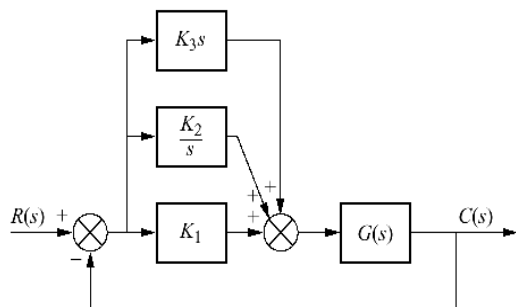 K₃s
K₂
s
+
+
R(s) + K₁ + G(s) C(s)
−